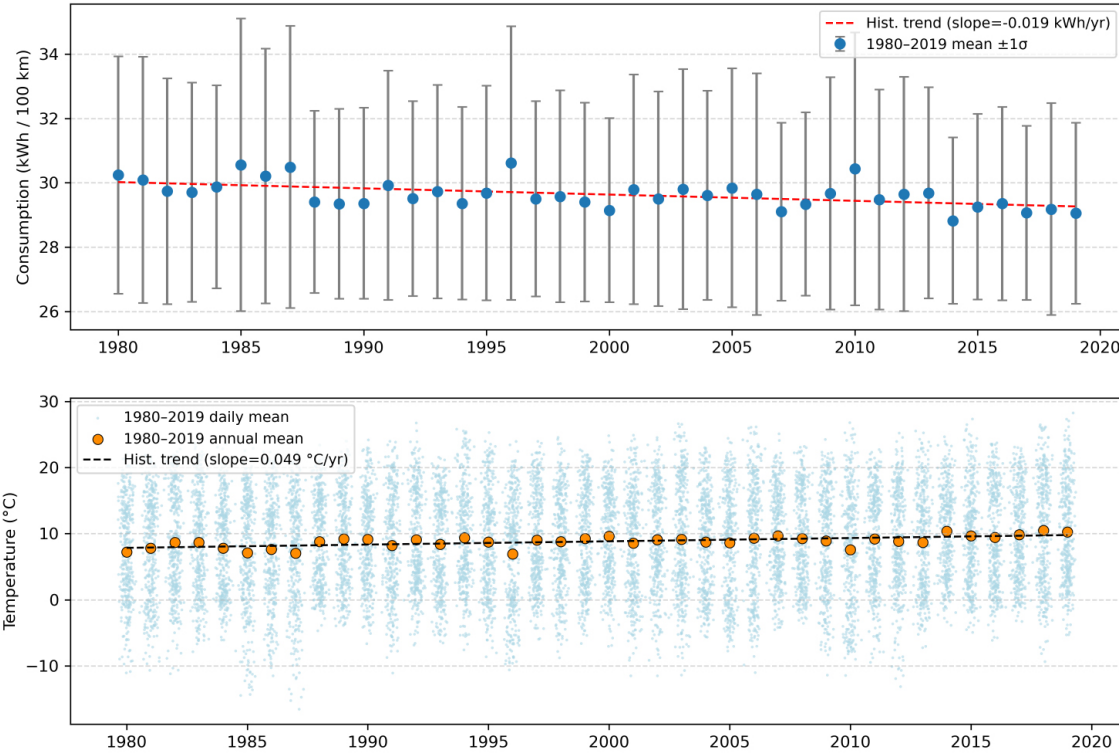 Hist. trend (slope=-0.019 kWh/yr)
1980–2019 mean ±1σ
Consumption (kWh / 100 km)
34
32
30
28
26
1980 1985 1990 1995 2000 2005 2010 2015 2020
1980–2019 daily mean
1980–2019 annual mean
Hist. trend (slope=0.049 °C/yr)
Temperature (°C)
30
20
10
0
−10
1980 1985 1990 1995 2000 2005 2010 2015 2020